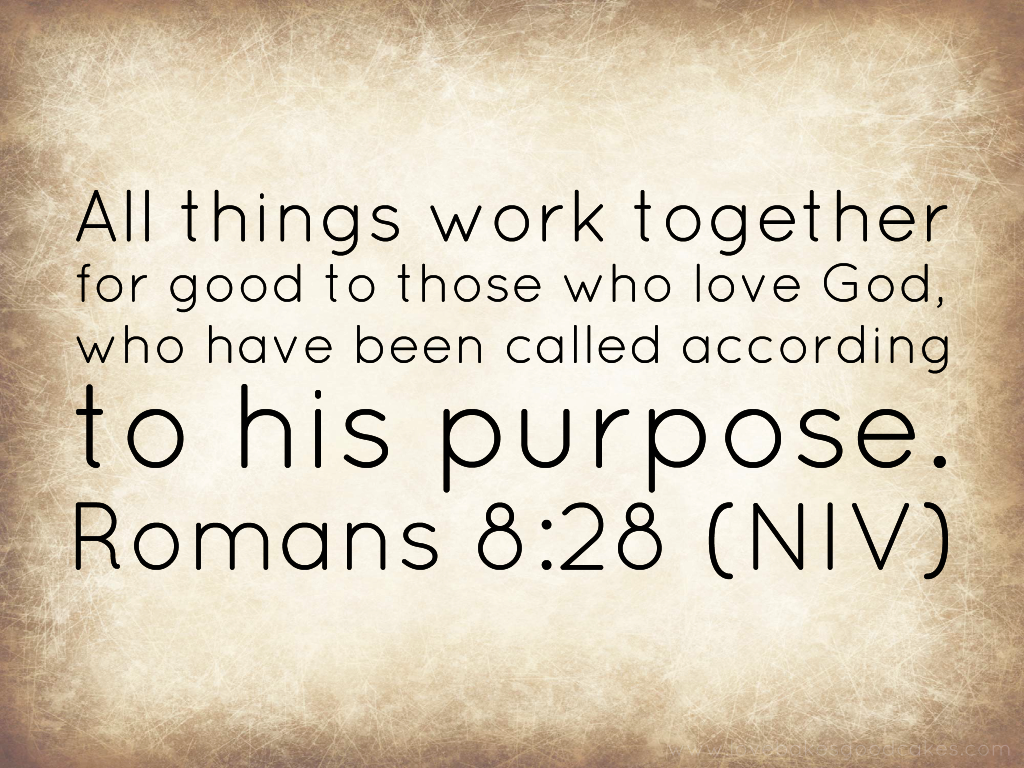 All things work together
for good to those who love God,
who have been called according
to his purpose.
Romans 8:28 (NIV)